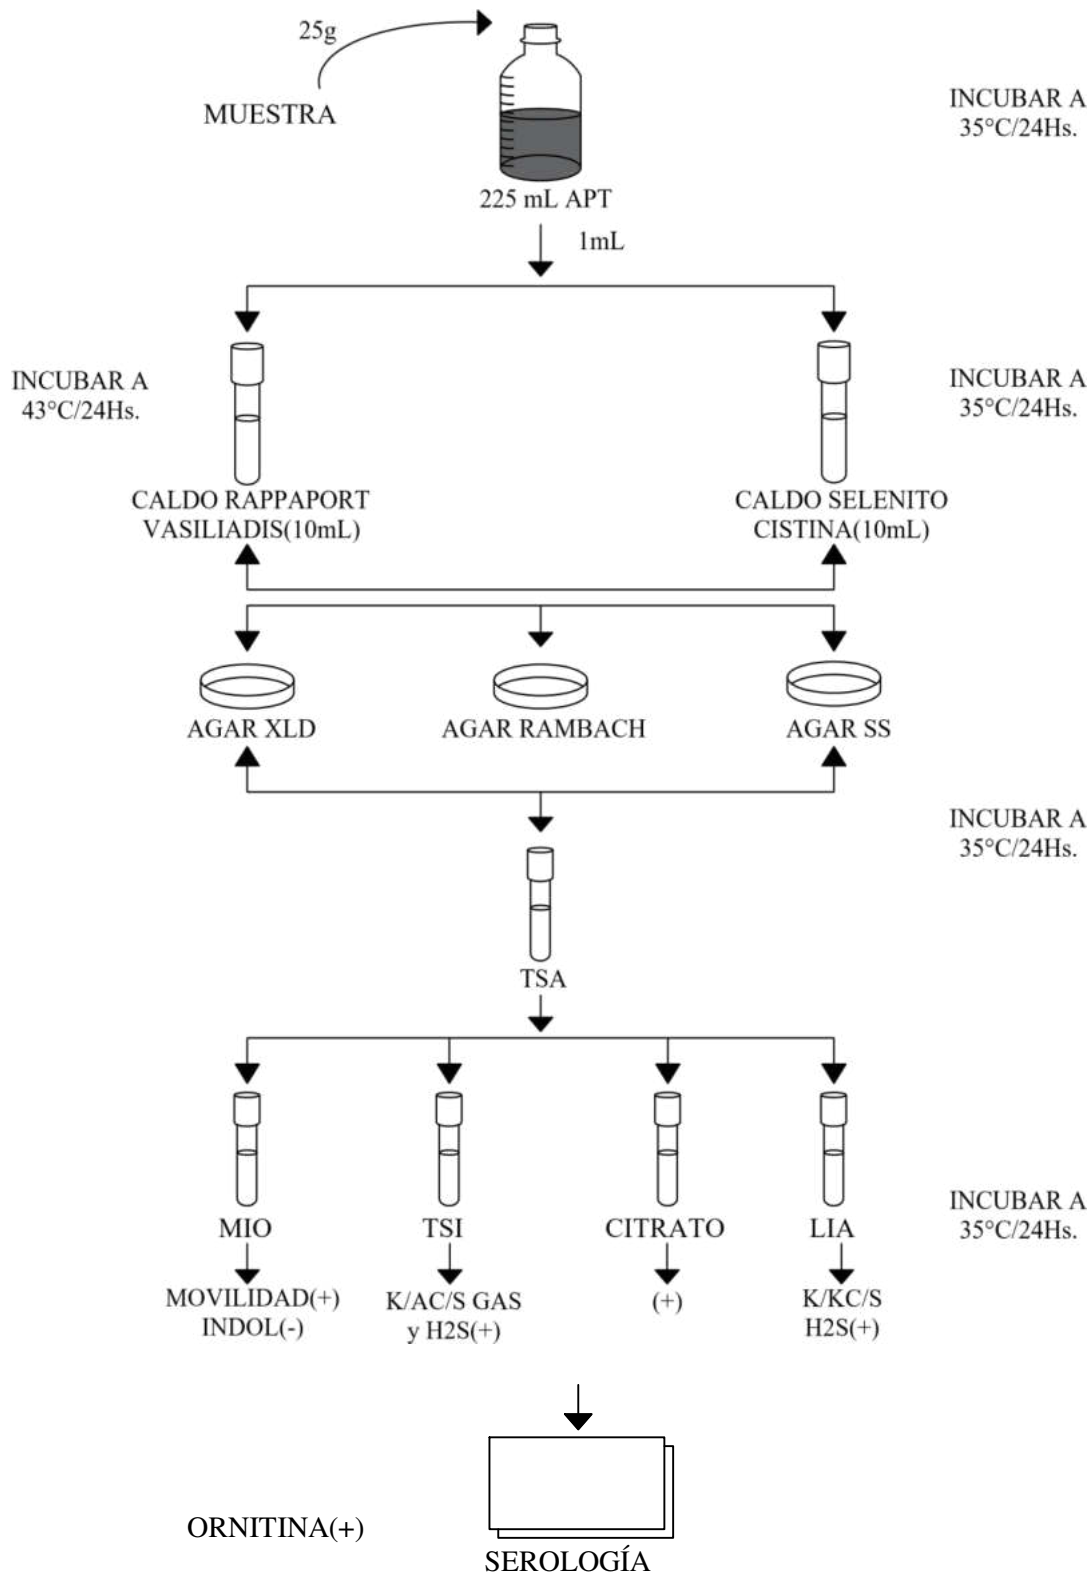 25g
MUESTRA
INCUBAR A
35°C/24Hs.
225 mL APT
1mL
INCUBAR A
43°C/24Hs.
INCUBAR A
35°C/24Hs.
CALDO RAPPAPORT
VASILIADIS(10mL)
CALDO SELENITO
CISTINA(10mL)
AGAR XLD
AGAR RAMBACH
AGAR SS
INCUBAR A
35°C/24Hs.
TSA
MIO
TSI
CITRATO
LIA
INCUBAR A
35°C/24Hs.
MOVILIDAD(+)
INDOL(-)
K/AC/S GAS
y H2S(+)
(+)
K/KC/S
H2S(+)
ORNITINA(+)
SEROLOGÍA